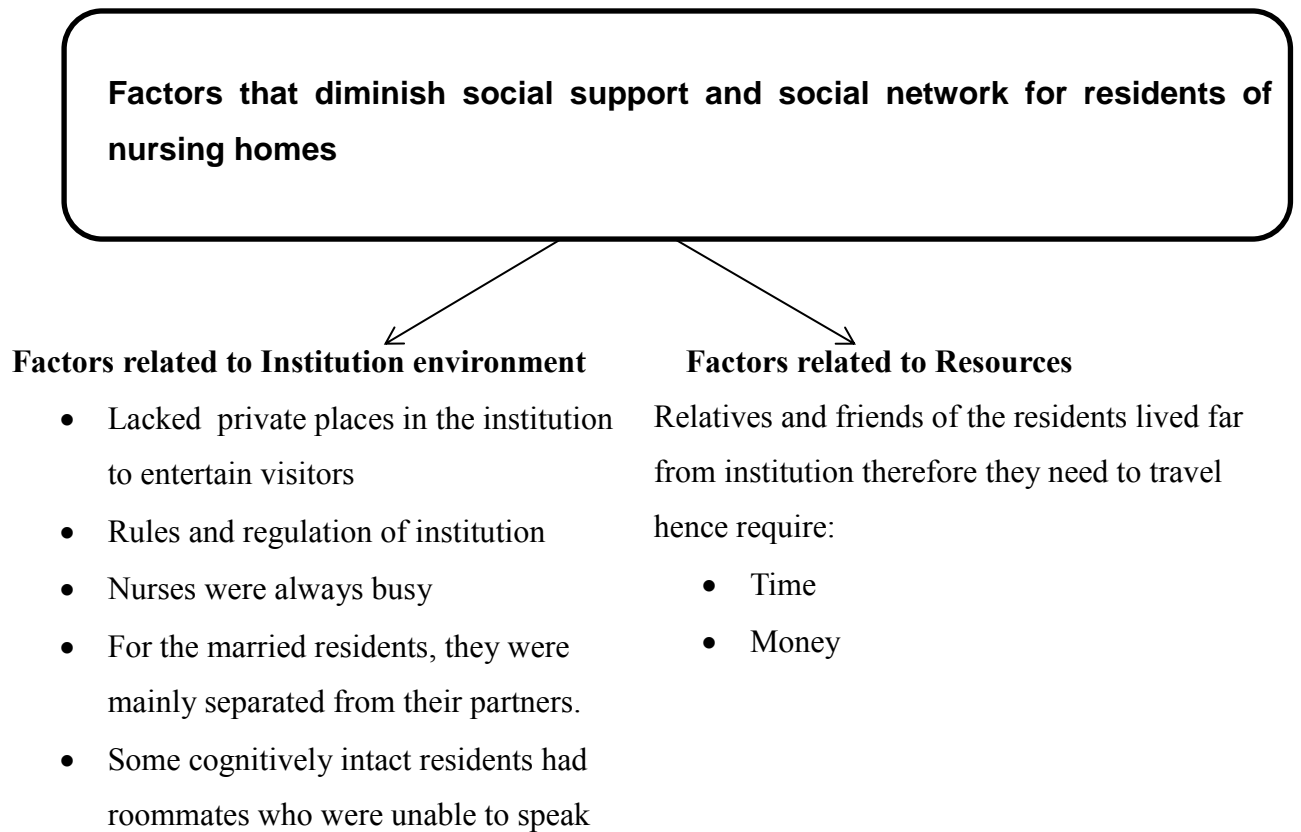 Factors that diminish social support and social network for residents of
nursing homes
Factors related to Institution environment
• Lacked private places in the institution
to entertain visitors
• Rules and regulation of institution
• Nurses were always busy
• For the married residents, they were
mainly separated from their partners.
• Some cognitively intact residents had
roommates who were unable to speak
Factors related to Resources
Relatives and friends of the residents lived far
from institution therefore they need to travel
hence require:
• Time
• Money